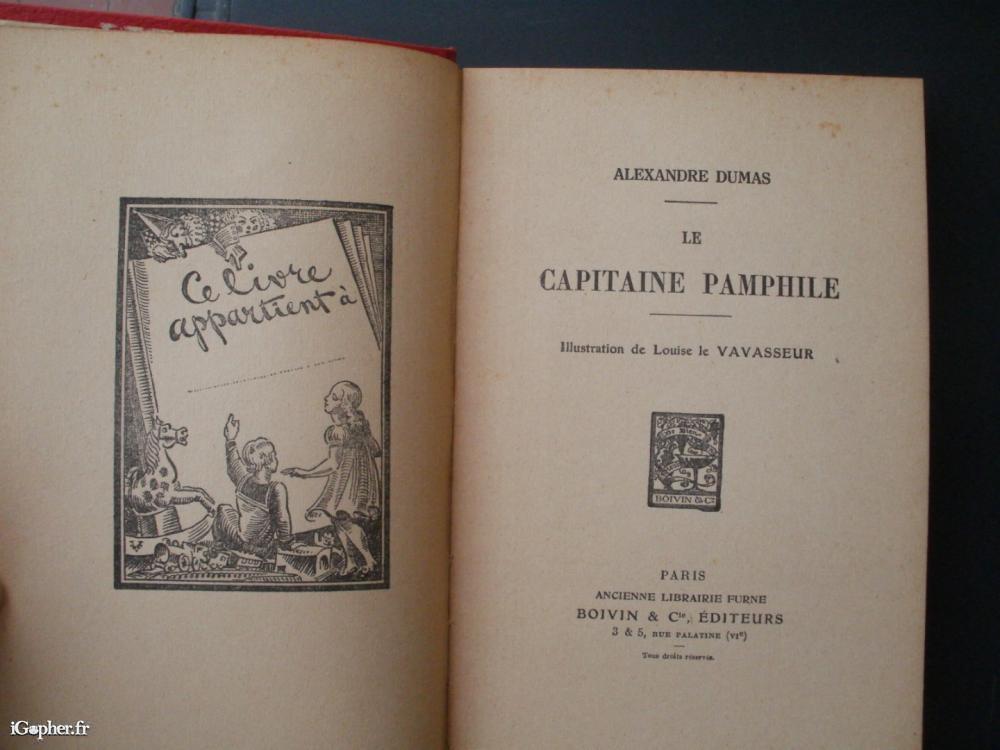 Ce livre
appartient à
ALEXANDRE DUMAS
LE
CAPITAINE PAMPHILE
Illustration de Louise le VAVASSEUR
BOIVIN & Cie
PARIS
ANCIENNE LIBRAIRIE FURNE
BOIVIN & Cie, ÉDITEURS
3 & 5, RUE PALATINE (VIe)
Tous droits réservés.
iGopher.fr